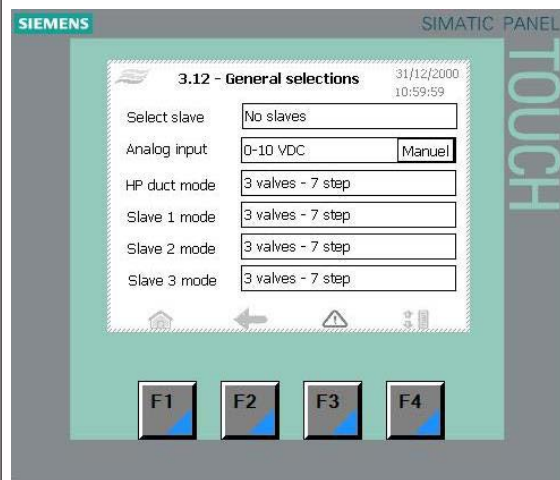 SIEMENS
SIMATIC PANEL
TOUCH
3.12 - General selections
31/12/2000
10:59:59
Select slave No slaves
Analog input 0-10 VDC Manuel
HP duct mode 3 valves - 7 step
Slave 1 mode 3 valves - 7 step
Slave 2 mode 3 valves - 7 step
Slave 3 mode 3 valves - 7 step
F1 F2 F3 F4